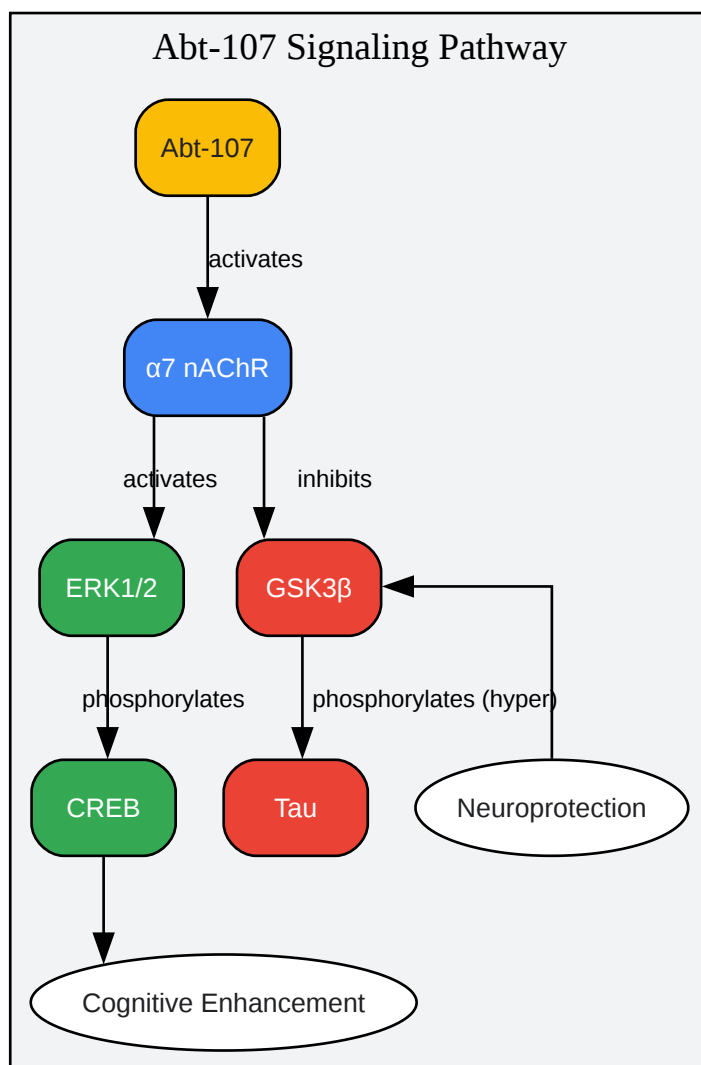 Abt-107 Signaling Pathway
Abt-107
activates
α7 nAChR
activates
inhibits
ERK1/2
GSK3β
phosphorylates
phosphorylates (hyper)
CREB
Tau
Neuroprotection
Cognitive Enhancement